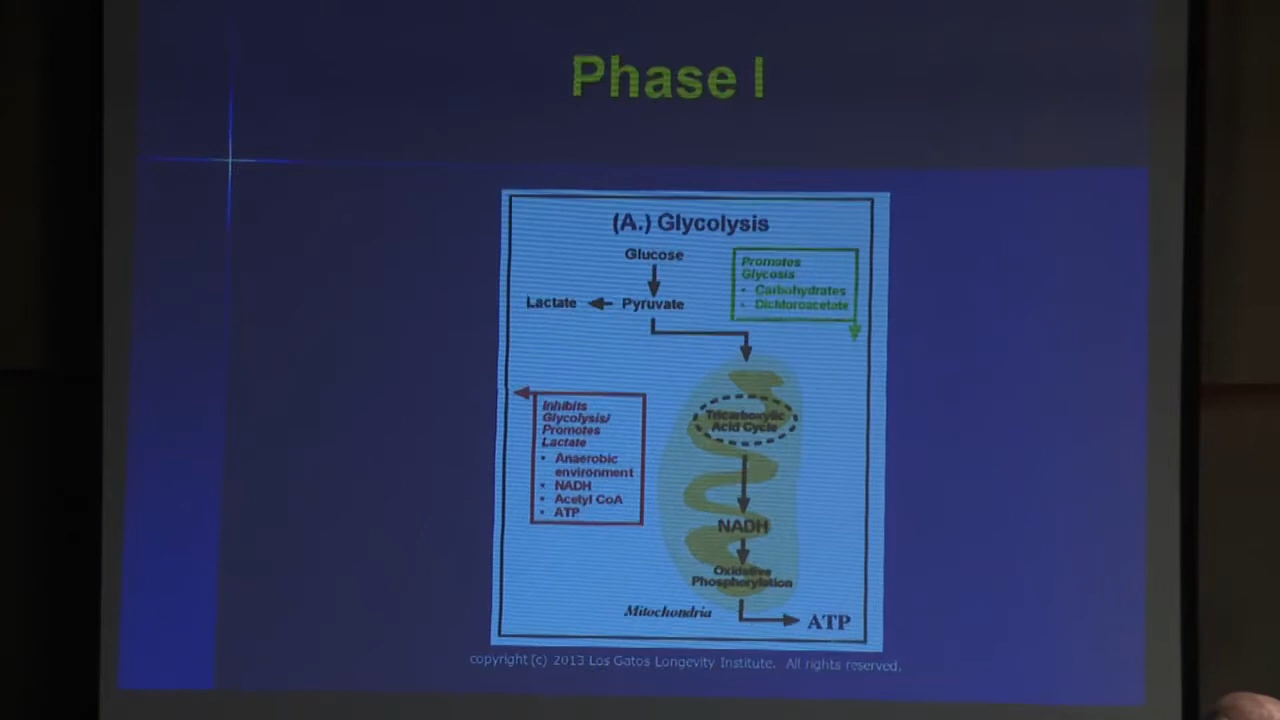 Phase I
(A.) Glycolysis
Glucose
Promotes
Glycosis
• Carbohydrates
• Dichloroacetate
Lactate
Pyruvate
Tricarboxylic
Acid Cycle
Inhibits
Glycolysis/
Promotes
Lactate
• Anaerobic
environment
• NADH
• Acetyl CoA
• ATP
NADH
Oxidative
Phosphorylation
Mitochondria
ATP
copyright (c) 2013 Los Gatos Longevity Institute. All rights reserved.